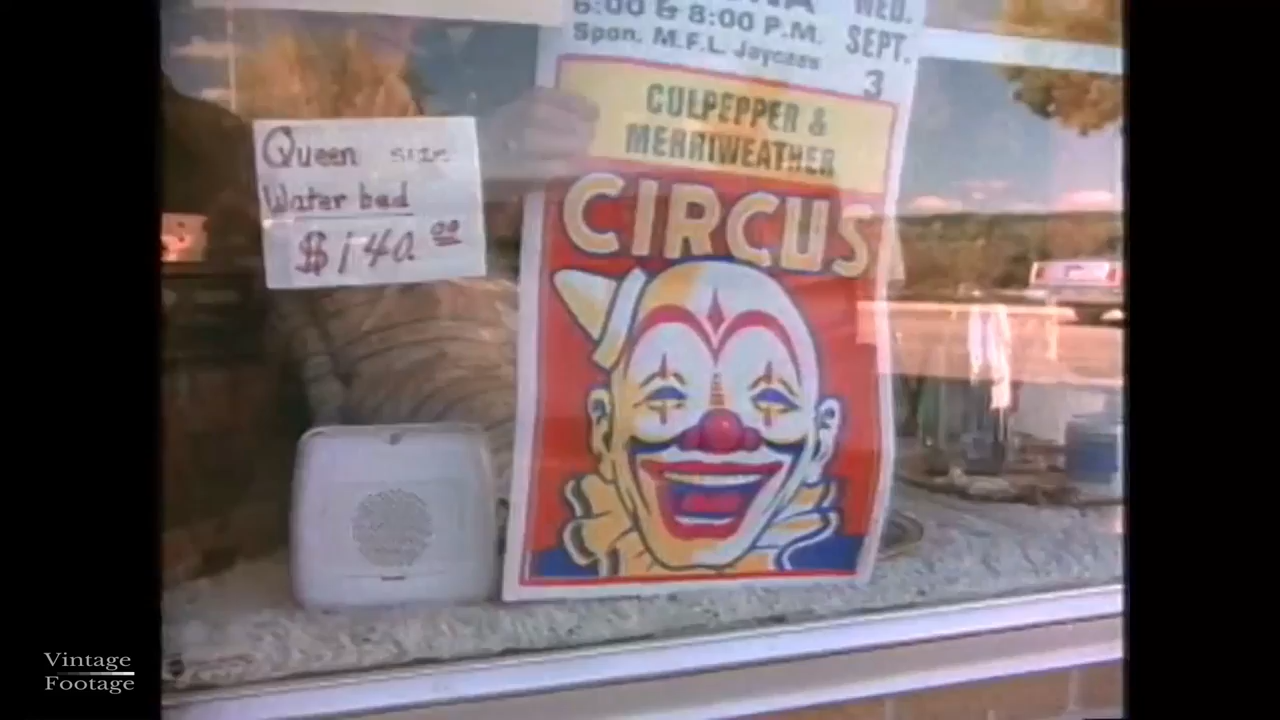 6:00 & 8:00 P.M.
Spon. M.F.L. Jaycees
WED.
SEPT.
3
CULPEPPER &
MERRIWEATHER
CIRCUS
Queen size
Water bed
$140.00
Vintage
Footage